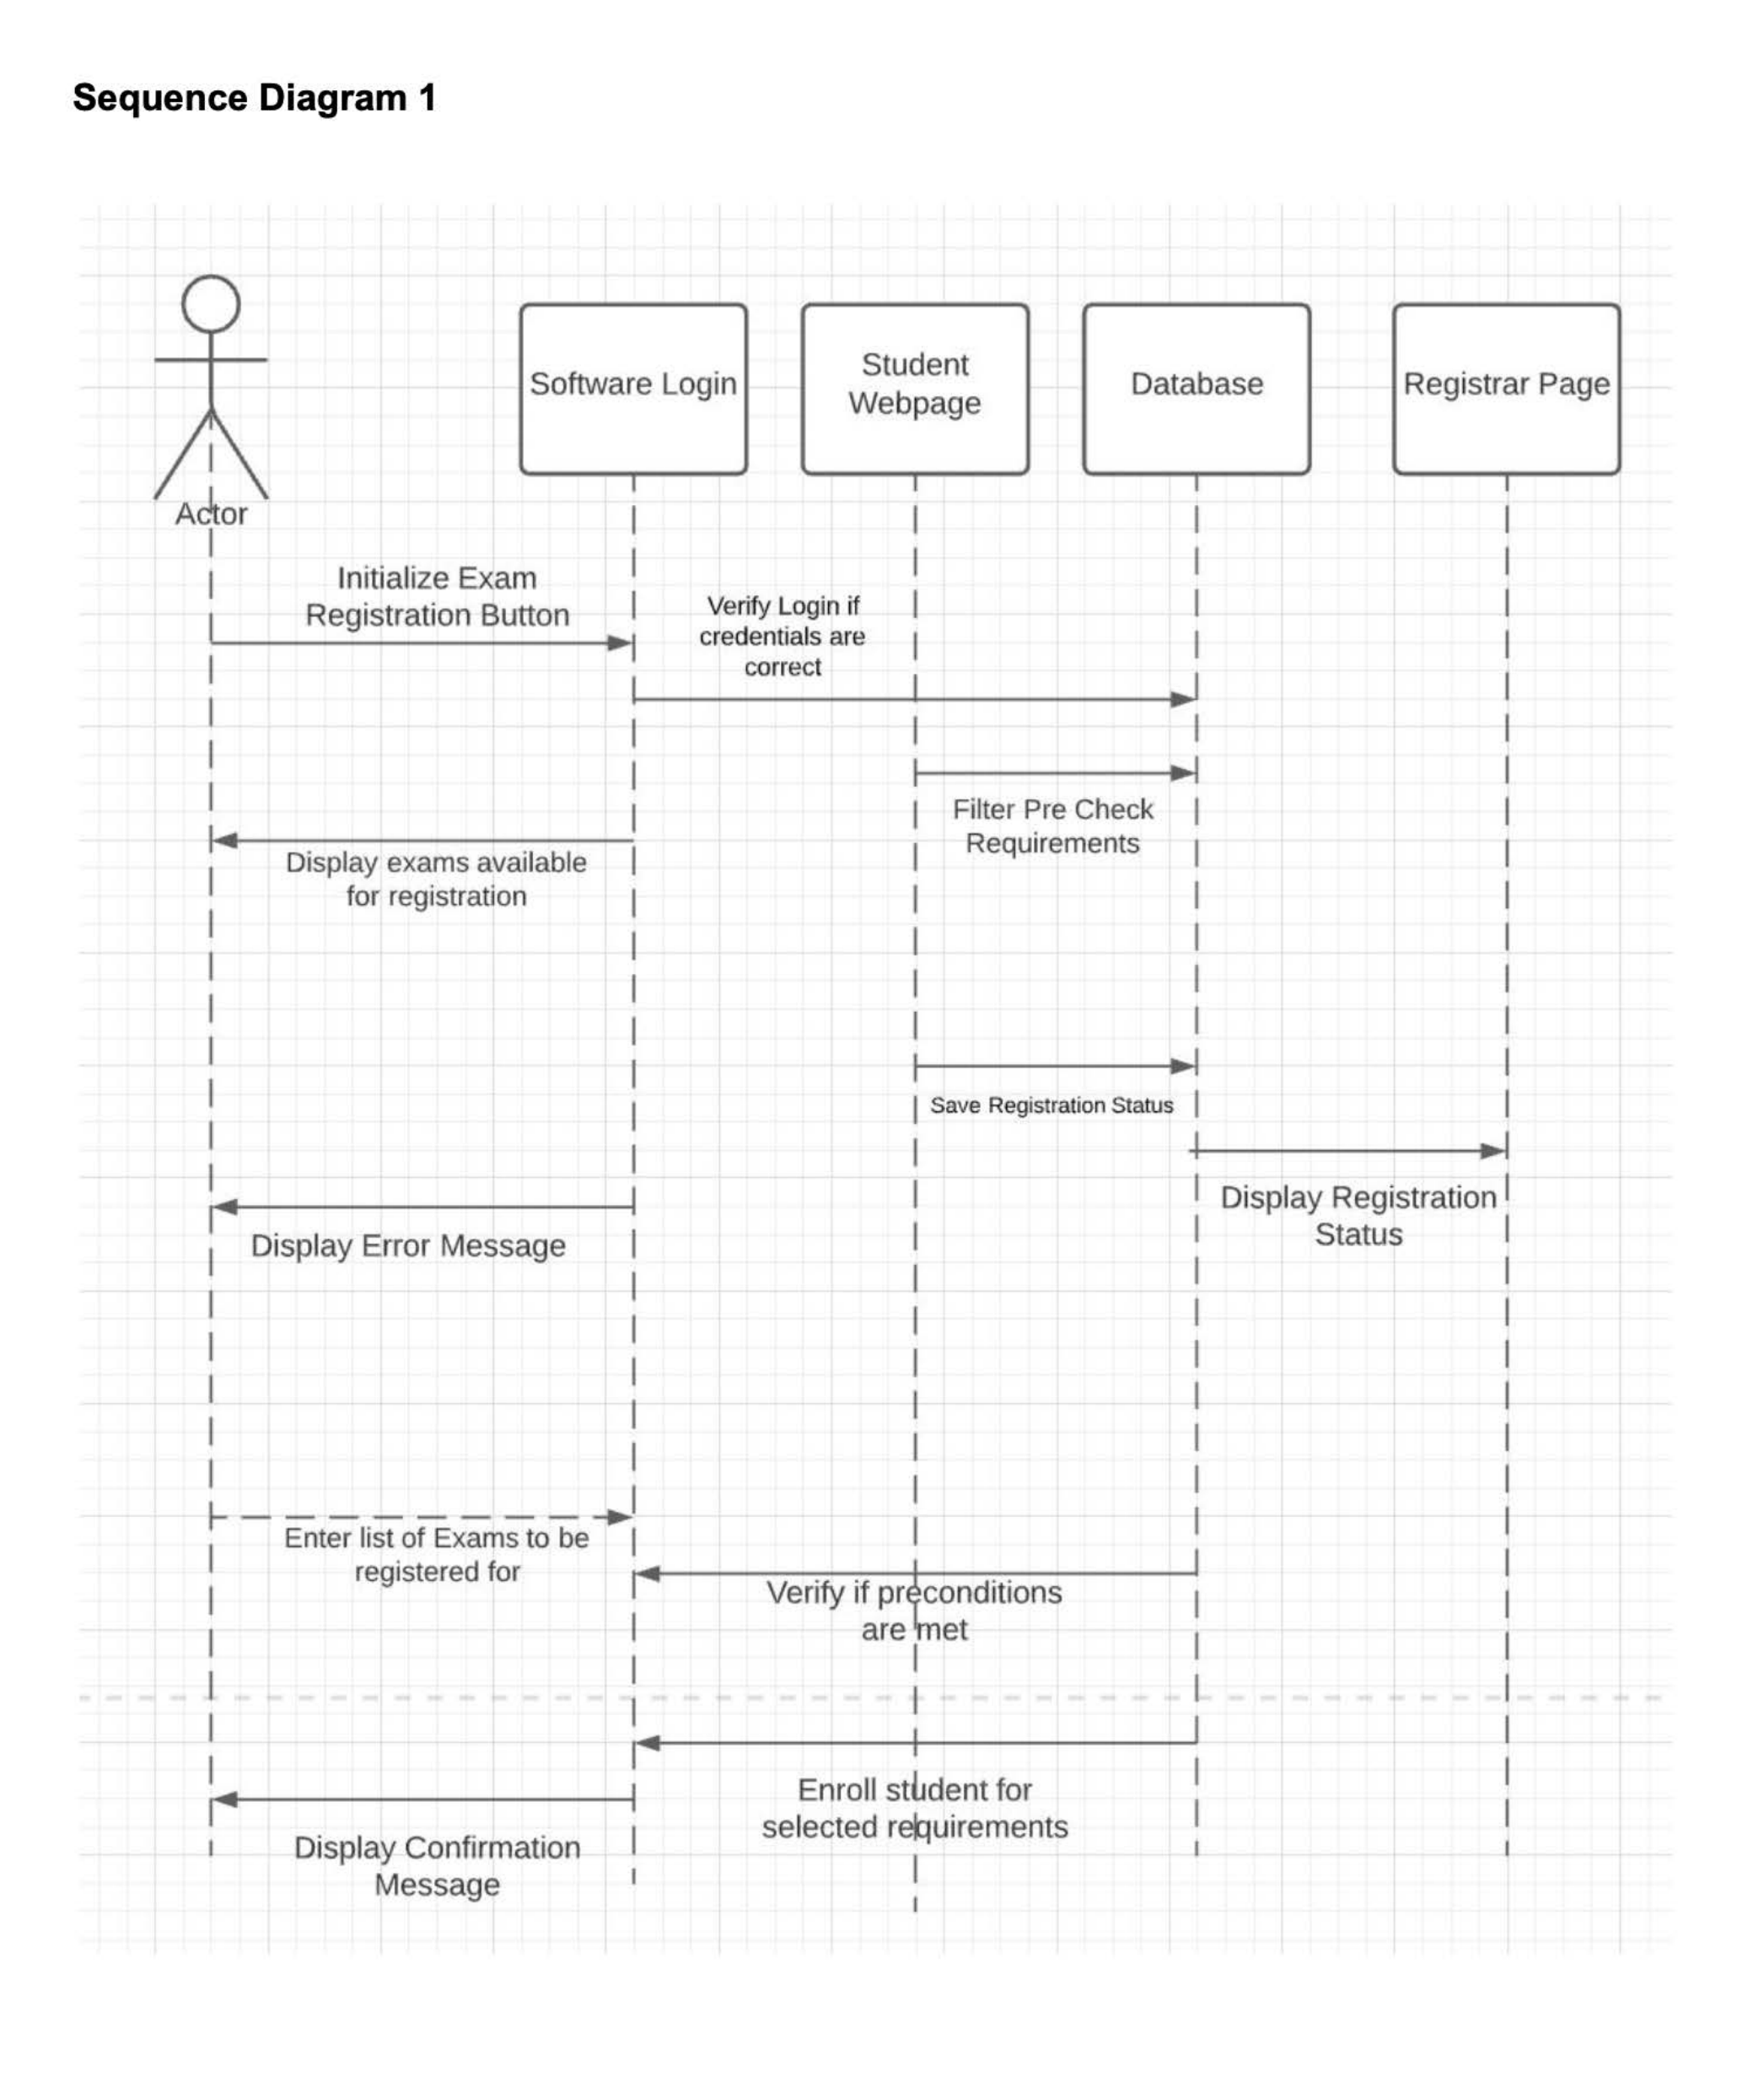 Sequence Diagram 1
Software Login
Student
Webpage
Database
Registrar Page
Actor
Initialize Exam
Registration Button
Verify Login if
credentials are
correct
Filter Pre Check
Requirements
Display exams available
for registration
Save Registration Status
Display Registration
Status
Display Error Message
Enter list of Exams to be
registered for
Verify if preconditions
are met
Enroll student for
selected requirements
Display Confirmation
Message